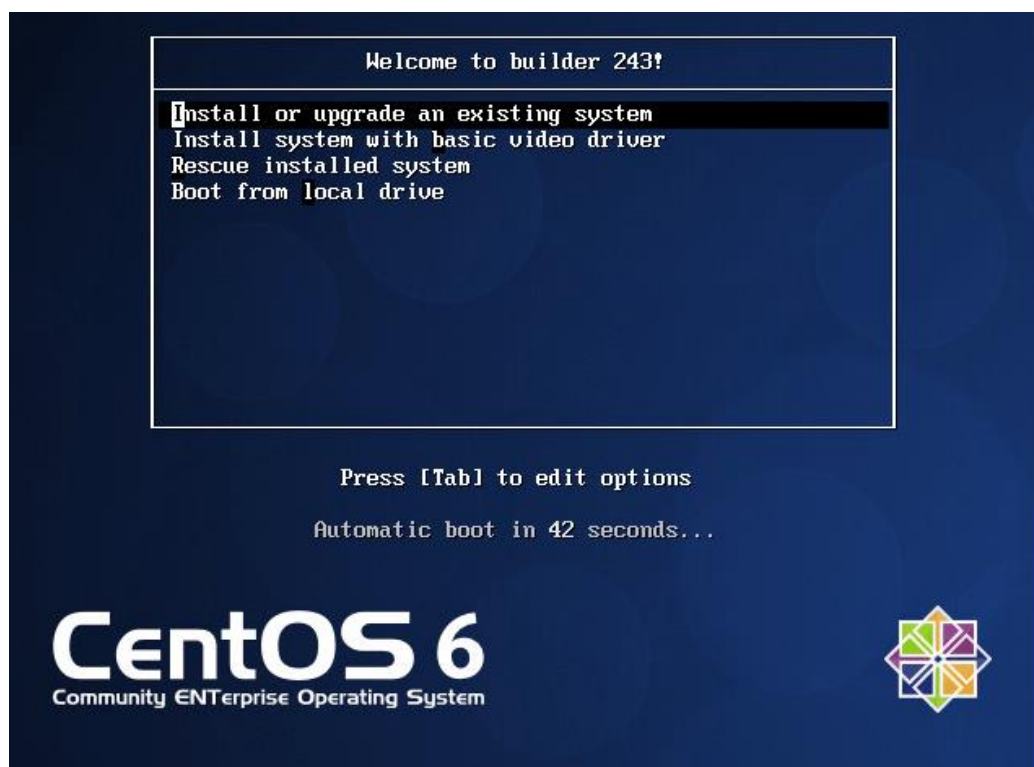 Welcome to builder 243!
Install or upgrade an existing system
Install system with basic video driver
Rescue installed system
Boot from local drive
Press [Tab] to edit options
Automatic boot in 42 seconds...
CentOS 6
Community ENTerprise Operating System